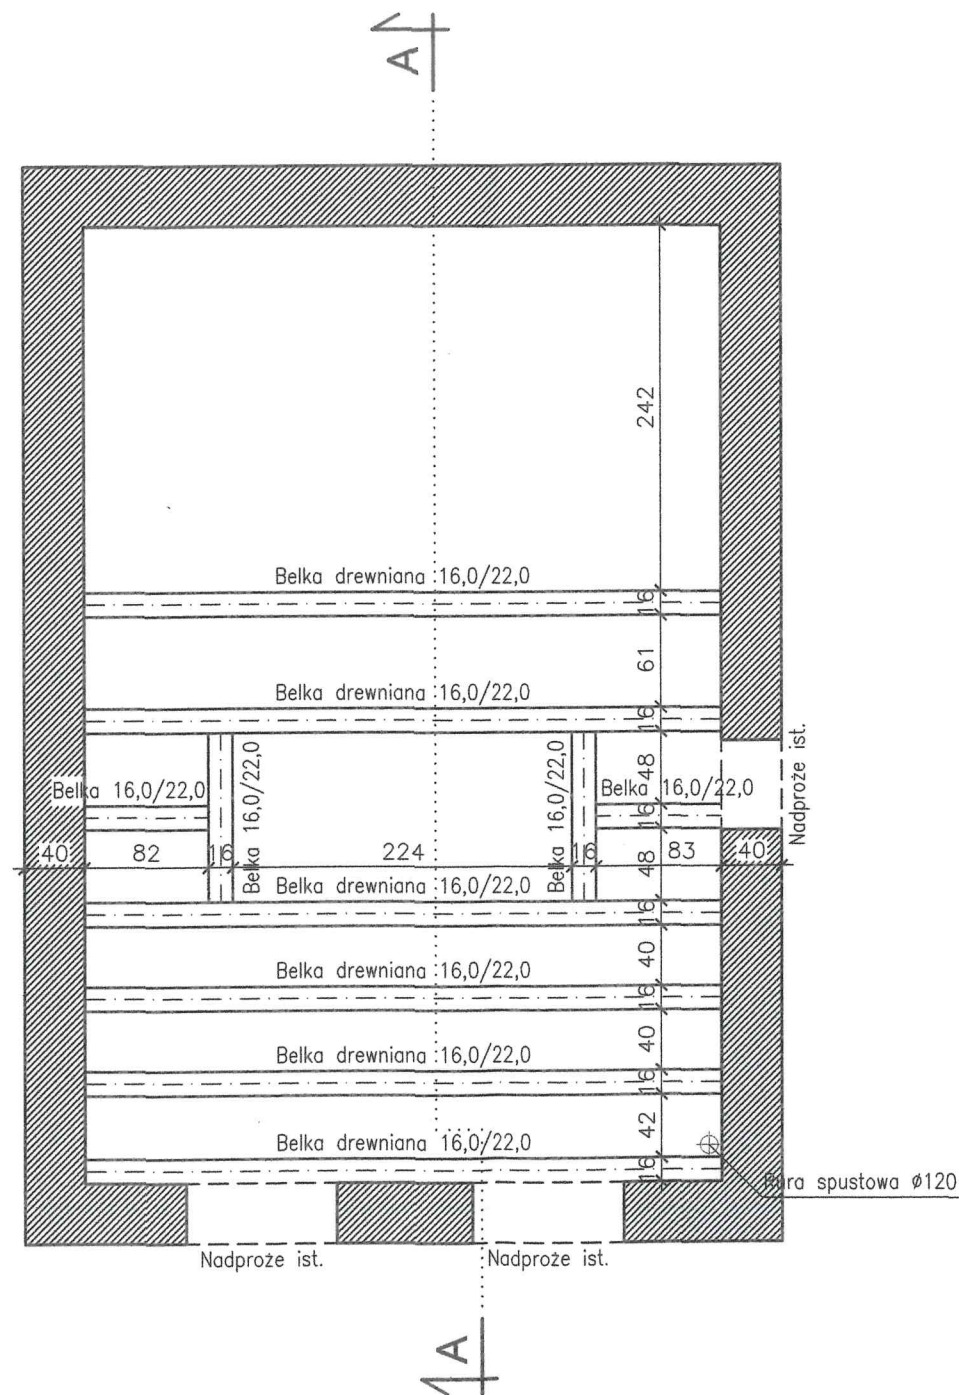 A
242
Belka drewniana 16,0/22,0
16
61
Belka drewniana 16,0/22,0
16
Nadproże ist.
Belka 16,0/22,0
Belka 16,0/22,0
48
Belka 16,0/22,0
Belka 16,0/22,0
16
40
82
16
224
16
83
40
48
Belka drewniana 16,0/22,0
16
40
Belka drewniana 16,0/22,0
16
40
Belka drewniana 16,0/22,0
16
42
Belka drewniana 16,0/22,0
16
Rura spustowa ø120
Nadproże ist.
Nadproże ist.
A